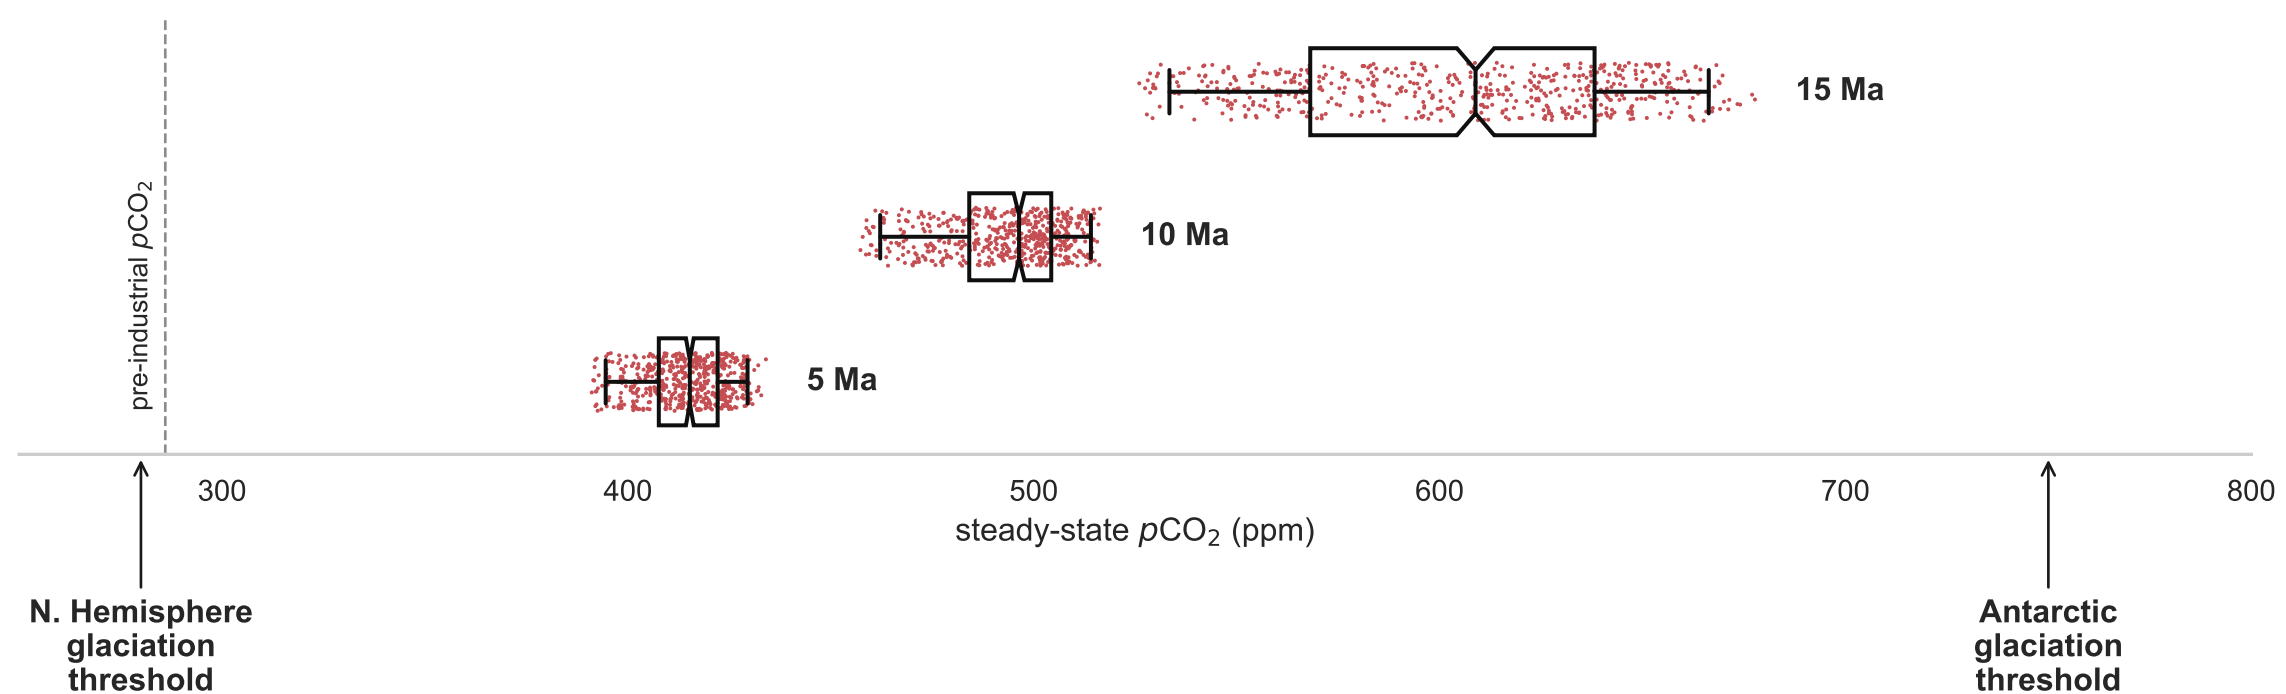 15 Ma
10 Ma
5 Ma
pre-industrial pCO₂
300 400 500 600 700 800
steady-state pCO₂ (ppm)
N. Hemisphere
glaciation
threshold
Antarctic
glaciation
threshold